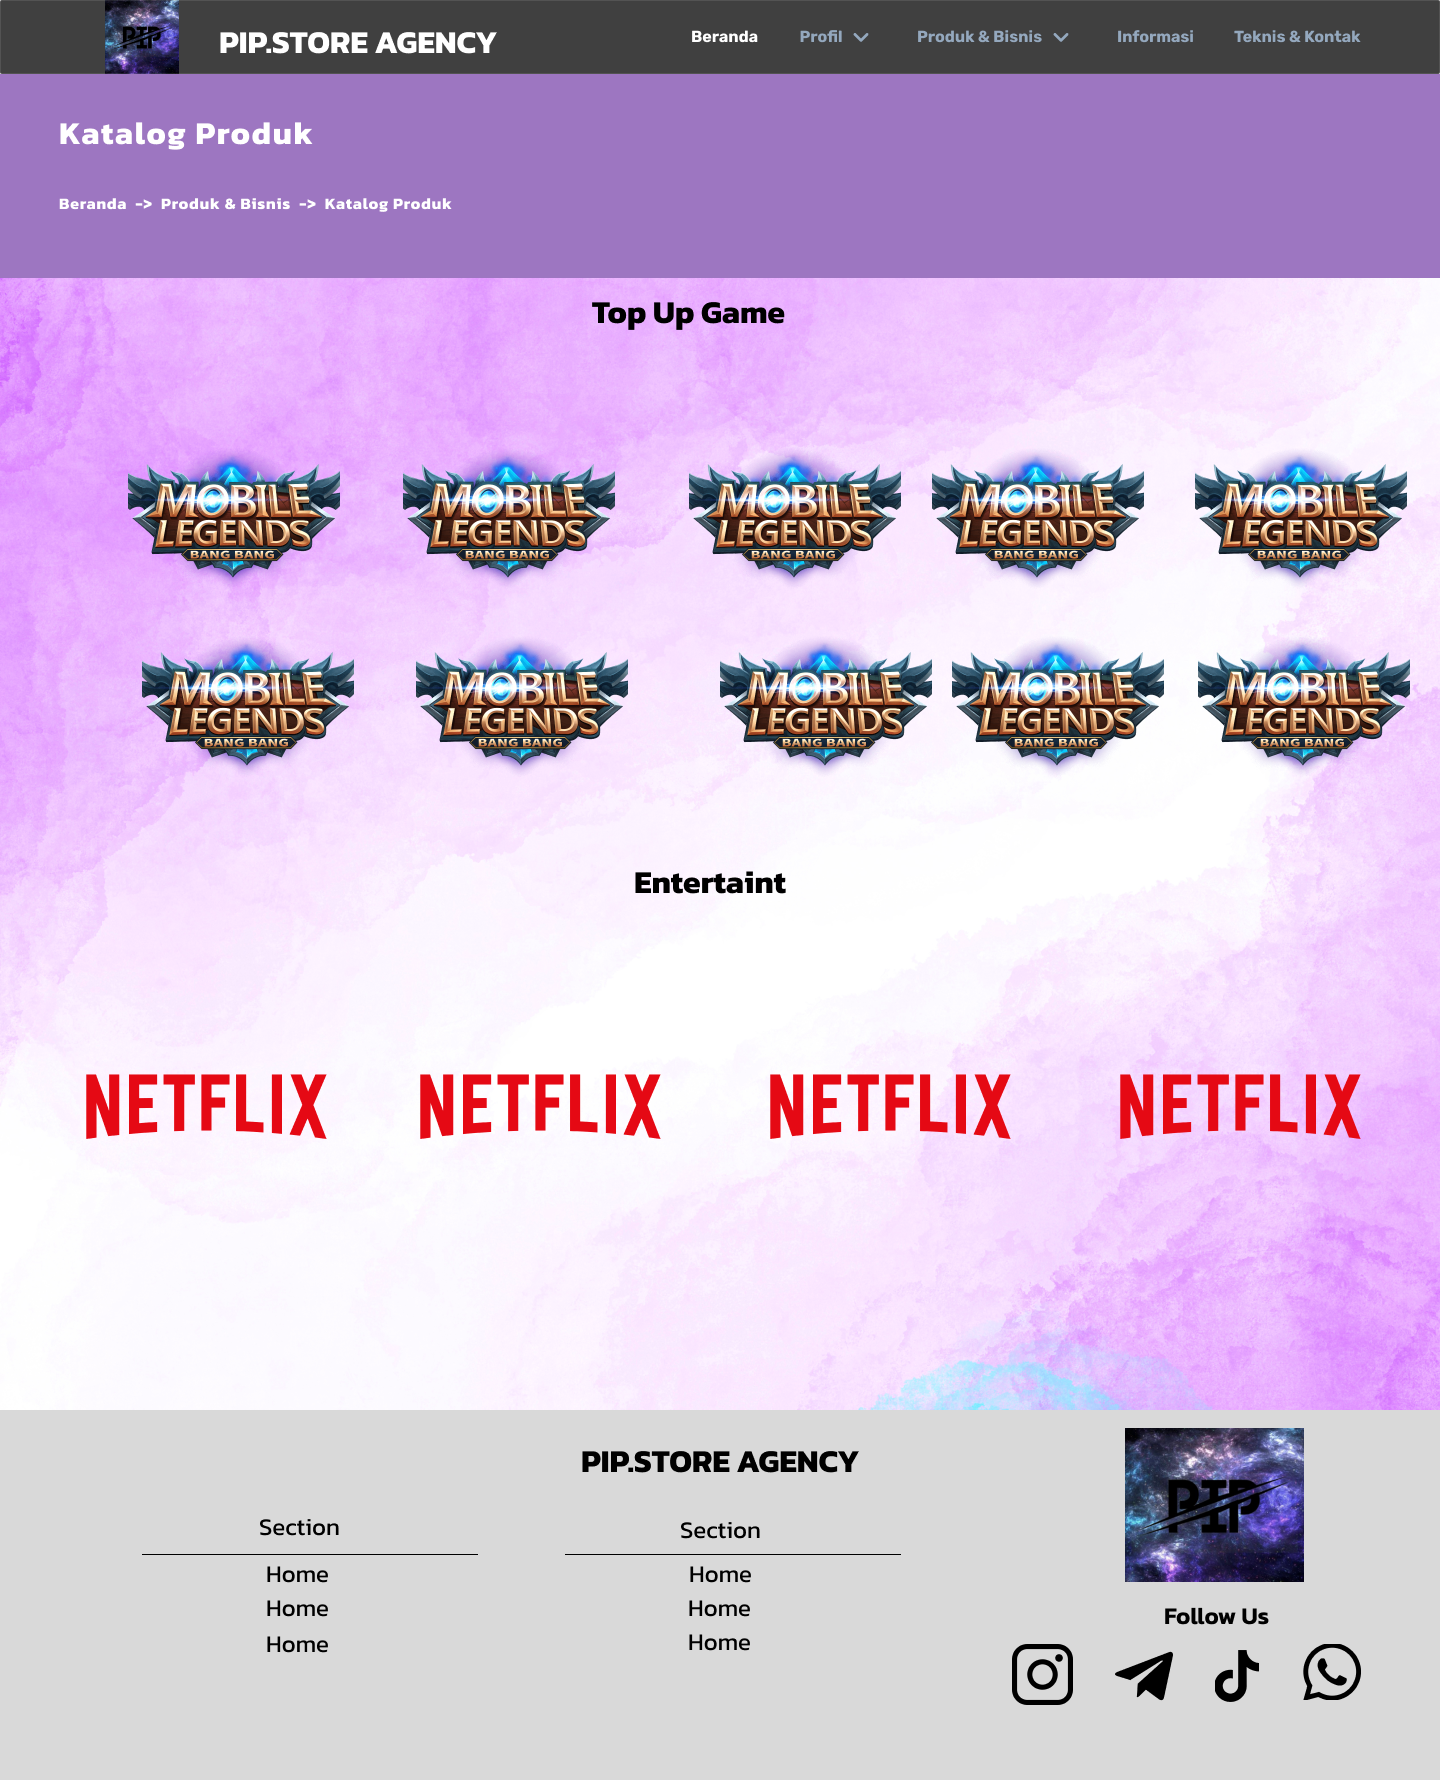 PIP
PIP.STORE AGENCY
Beranda
Profil
Produk & Bisnis
Informasi
Teknis & Kontak
Katalog Produk
Beranda -> Produk & Bisnis -> Katalog Produk
Top Up Game
MOBILE
LEGENDS
BANG BANG
MOBILE
LEGENDS
BANG BANG
MOBILE
LEGENDS
BANG BANG
MOBILE
LEGENDS
BANG BANG
MOBILE
LEGENDS
BANG BANG
MOBILE
LEGENDS
BANG BANG
MOBILE
LEGENDS
BANG BANG
MOBILE
LEGENDS
BANG BANG
MOBILE
LEGENDS
BANG BANG
MOBILE
LEGENDS
BANG BANG
Entertaint
NETFLIX
NETFLIX
NETFLIX
NETFLIX
PIP.STORE AGENCY
Section
Home
Home
Home
Section
Home
Home
Home
PIP
Follow Us